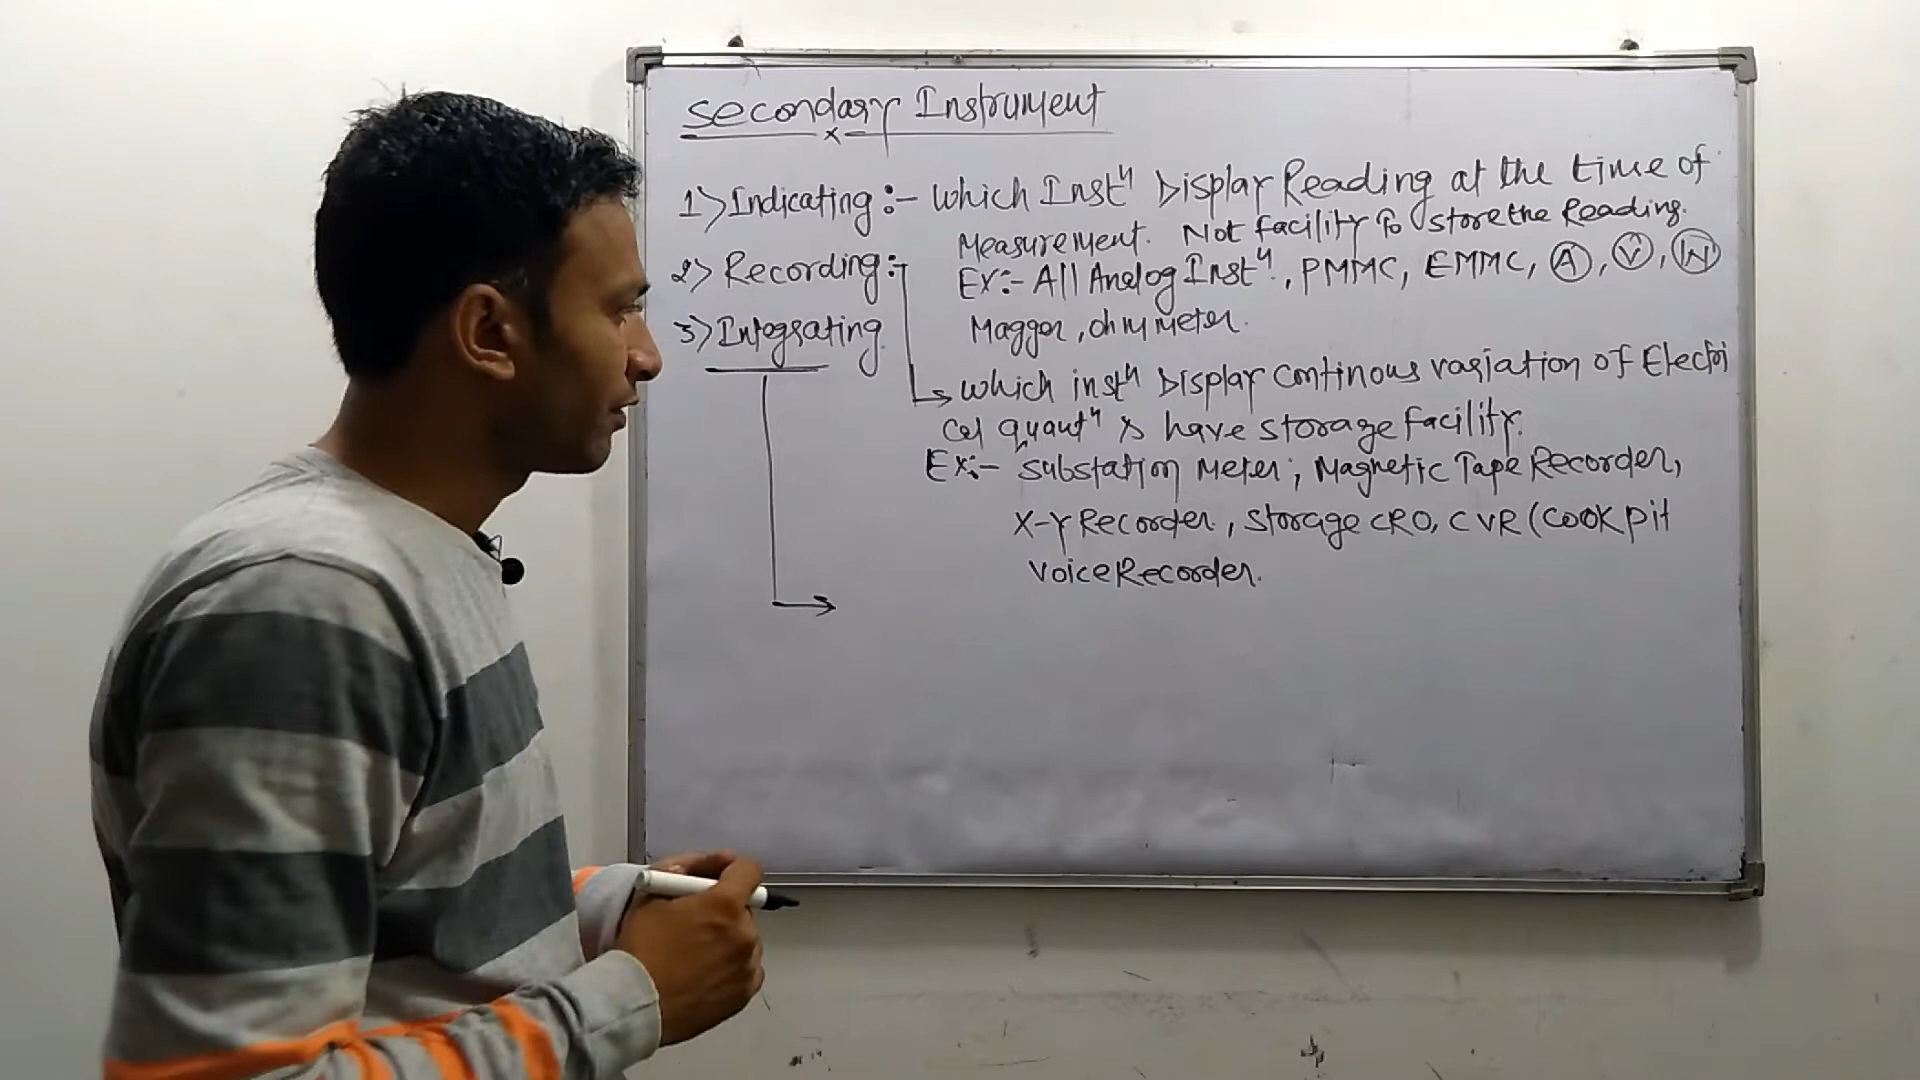 Secondary Instrument
1) Indicating :- which Instⁿ Display Reading at the time of
Measurement. Not facility To store the Reading.
Ex:- All Analog Instⁿ, PMMC, EMMC, A, V, W
Magger, ohmmeter.
2) Recording :-
3) Integrating
which instⁿ Display continous variation of Electri
cal quantⁿ & have storage facility.
Ex:- substation Meter, Magnetic Tape Recorder,
X-Y Recorder, storage CRO, CVR (COOK pit
voice Recorder.